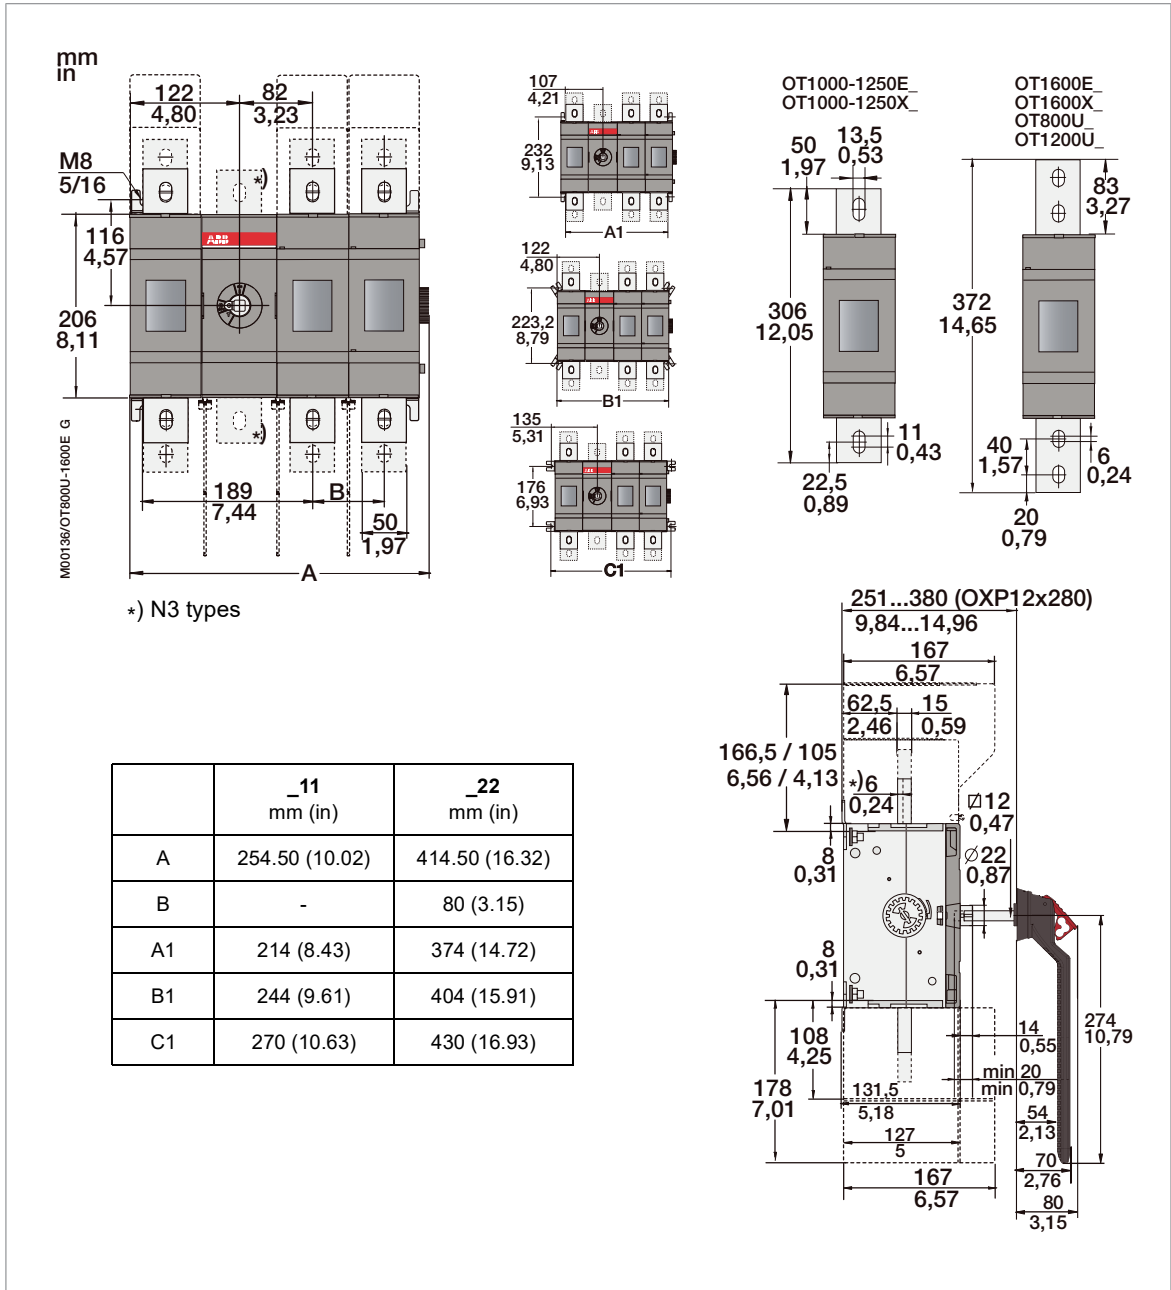 mm
in
122
4,80
82
3,23
M8
5/16
*)
116
4,57
ABB
206
8,11
*)
189
7,44
B
50
1,97
A
M00136/OT800U-1600E G
*) N3 types
107
4,21
232
9,13
ABB
A1
122
4,80
223,2
8,79
ABB
B1
135
5,31
176
6,93
ABB
C1
OT1000-1250E_
OT1000-1250X_
50
1,97
13,5
0,53
306
12,05
11
0,43
22,5
0,89
OT1600E_
OT1600X_
OT800U_
OT1200U_
83
3,27
372
14,65
40
1,57
6
0,24
20
0,79
251...380 (OXP12x280)
9,84...14,96
167
6,57
62,5
2,46
15
0,59
166,5 / 105
6,56 / 4,13
*)6
0,24
12
0,47
8
0,31
∅22
0,87
8
0,31
108
4,25
14
0,55
274
10,79
178
7,01
min 20
min 0,79
131,5
5,18
54
2,13
127
5
70
2,76
167
6,57
80
3,15
_11 _22
mm (in) mm (in)
A 254.50 (10.02) 414.50 (16.32)
B - 80 (3.15)
A1 214 (8.43) 374 (14.72)
B1 244 (9.61) 404 (15.91)
C1 270 (10.63) 430 (16.93)